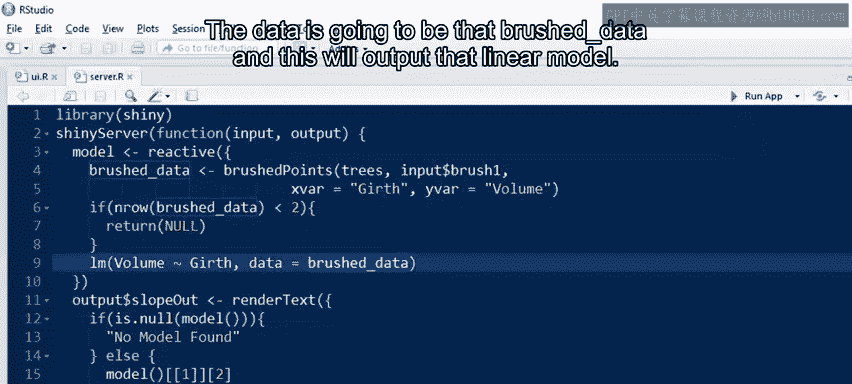 RStudio
The data is going to be that brushed_data
and this will output that linear model.
File Edit Code View Plots Session
Go to file/function
ui.R server.R
Run App
1 library(shiny)
2 shinyServer(function(input, output) {
3 model <- reactive({
4 brushed_data <- brushedPoints(trees, input$brush1,
5 xvar = "Girth", yvar = "Volume")
6 if(nrow(brushed_data) < 2){
7 return(NULL)
8 }
9 lm(Volume ~ Girth, data = brushed_data)
10 })
11 output$slopeOut <- renderText({
12 if(is.null(model())){
13 "No Model Found"
14 } else {
15 model()[[1]][2]